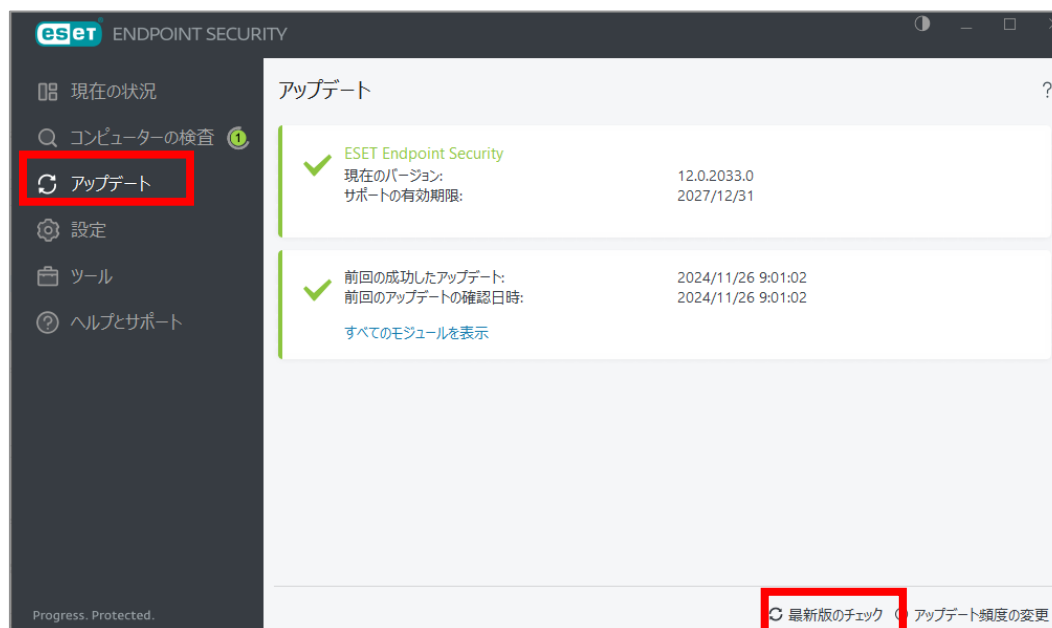 eset ENDPOINT SECURITY
現在の状況
コンピューターの検査 1
アップデート
設定
ツール
ヘルプとサポート
Progress. Protected.
アップデート
?
ESET Endpoint Security
現在のバージョン: 12.0.2033.0
サポートの有効期限: 2027/12/31
前回の成功したアップデート: 2024/11/26 9:01:02
前回のアップデートの確認日時: 2024/11/26 9:01:02
すべてのモジュールを表示
最新版のチェック アップデート頻度の変更